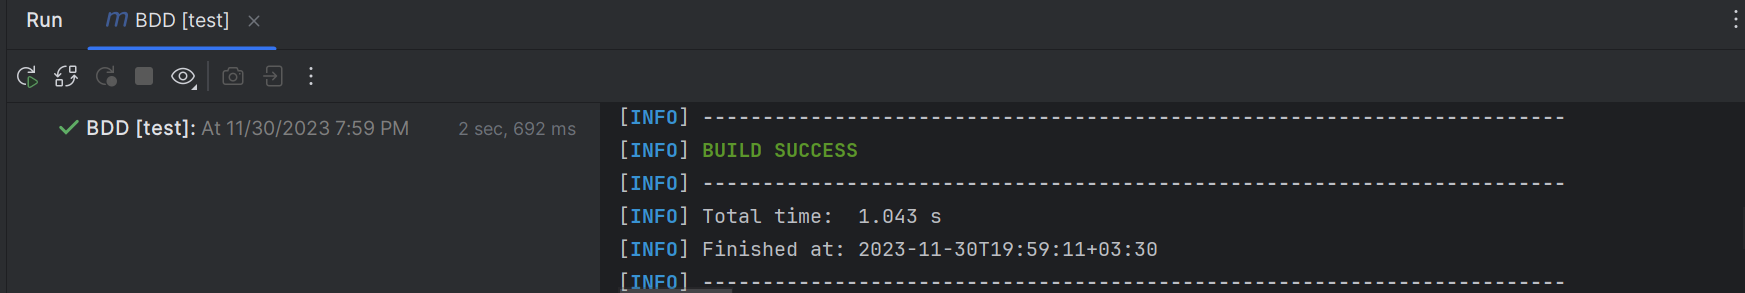 Run m BDD [test]
BDD [test]: At 11/30/2023 7:59 PM 2 sec, 692 ms
[INFO] ------------------------------------------------------------------------
[INFO] BUILD SUCCESS
[INFO] ------------------------------------------------------------------------
[INFO] Total time:  1.043 s
[INFO] Finished at: 2023-11-30T19:59:11+03:30
[INFO] ------------------------------------------------------------------------